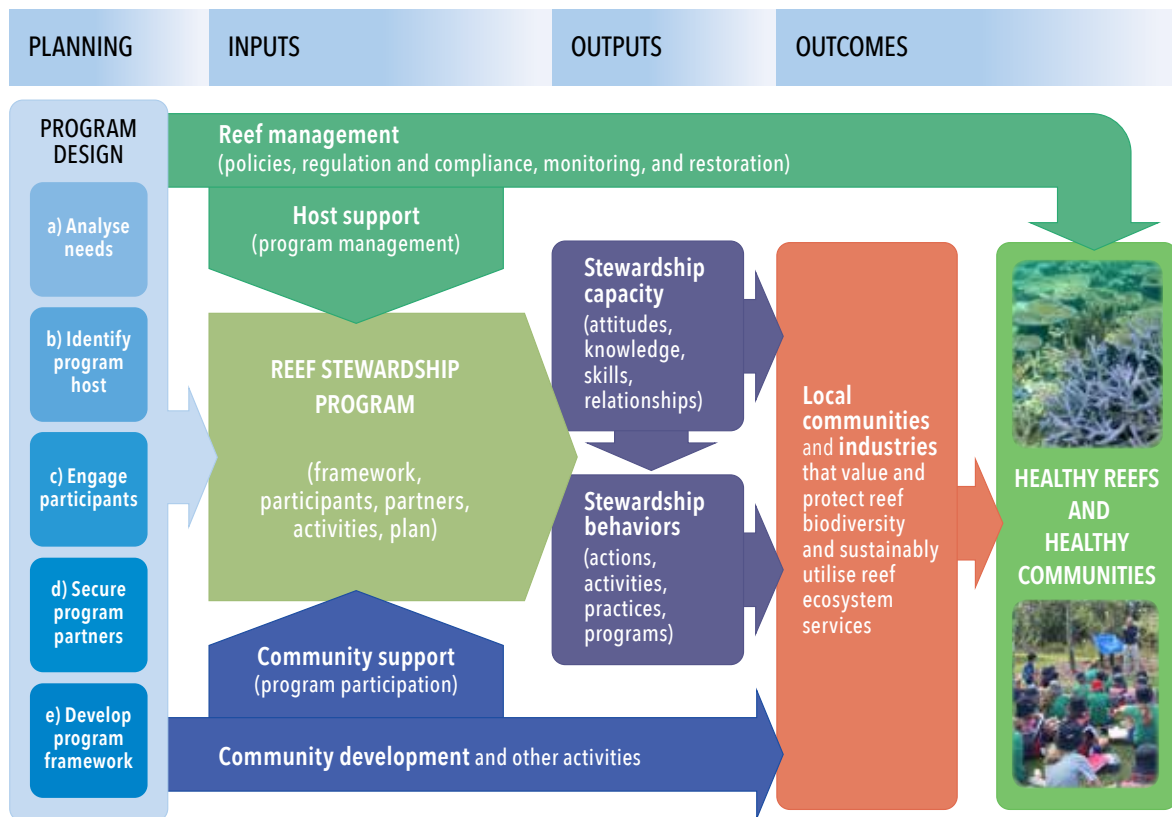 PLANNING
INPUTS
OUTPUTS
OUTCOMES
PROGRAM
DESIGN
a) Analyse
needs
b) Identify
program
host
c) Engage
participants
d) Secure
program
partners
e) Develop
program
framework
Reef management
(policies, regulation and compliance, monitoring, and restoration)
Host support
(program management)
REEF STEWARDSHIP
PROGRAM
(framework,
participants, partners,
activities, plan)
Community support
(program participation)
Community development and other activities
Stewardship
capacity
(attitudes,
knowledge,
skills,
relationships)
Stewardship
behaviors
(actions,
activities,
practices,
programs)
Local
communities
and industries
that value and
protect reef
biodiversity
and sustainably
utilise reef
ecosystem
services
HEALTHY REEFS
AND
HEALTHY
COMMUNITIES